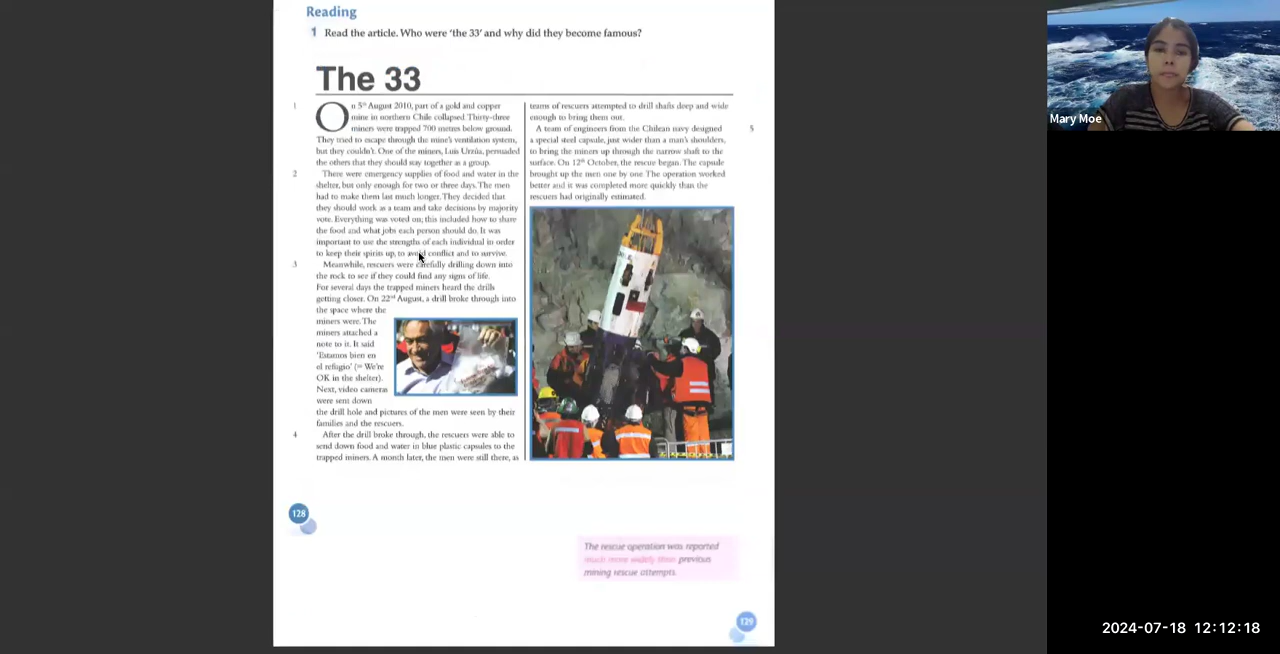 Reading
1 Read the article. Who were 'the 33' and why did they become famous?
The 33
1
On 5th August 2010, part of a gold and copper
mine in northern Chile collapsed. Thirty-three
miners were trapped 700 metres below ground.
They tried to escape through the mine's ventilation system,
but they couldn't. One of the miners, Luis Urzúa, persuaded
the others that they should stay together as a group.
2
There were emergency supplies of food and water in the
shelter, but only enough for two or three days. The men
had to make them last much longer. They decided that
they should work as a team and take decisions by majority
vote. Everything was voted on; this included how to share
the food and what jobs each person should do. It was
important to use the strengths of each individual in order
to keep their spirits up, to avoid conflict and to survive.
3
Meanwhile, rescuers were carefully drilling down into
the rock to see if they could find any signs of life.
For several days the trapped miners heard the drills
getting closer. On 22nd August, a drill broke through into
the space where the
miners were. The
miners attached a
note to it. It said
'Estamos bien en
el refugio' (= We're
OK in the shelter).
Next, video cameras
were sent down
the drill hole and pictures of the men were seen by their
families and the rescuers.
4
After the drill broke through, the rescuers were able to
send down food and water in blue plastic capsules to the
trapped miners. A month later, the men were still there, as
teams of rescuers attempted to drill shafts deep and wide
enough to bring them out.
5
A team of engineers from the Chilean navy designed
a special steel capsule, just wider than a man's shoulders,
to bring the miners up through the narrow shaft to the
surface. On 12th October, the rescue began. The capsule
brought up the men one by one. The operation worked
better and it was completed more quickly than the
rescuers had originally estimated.
128
The rescue operation was reported
much more widely than previous
mining rescue attempts.
129
Mary Moe
2024-07-18 12:12:18